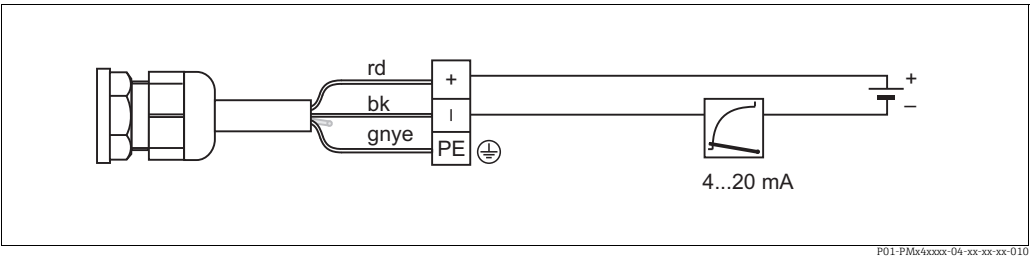 rd
+
+
bk
–
–
gnye
PE
4...20 mA
P01-PMx4xxxx-04-xx-xx-xx-010